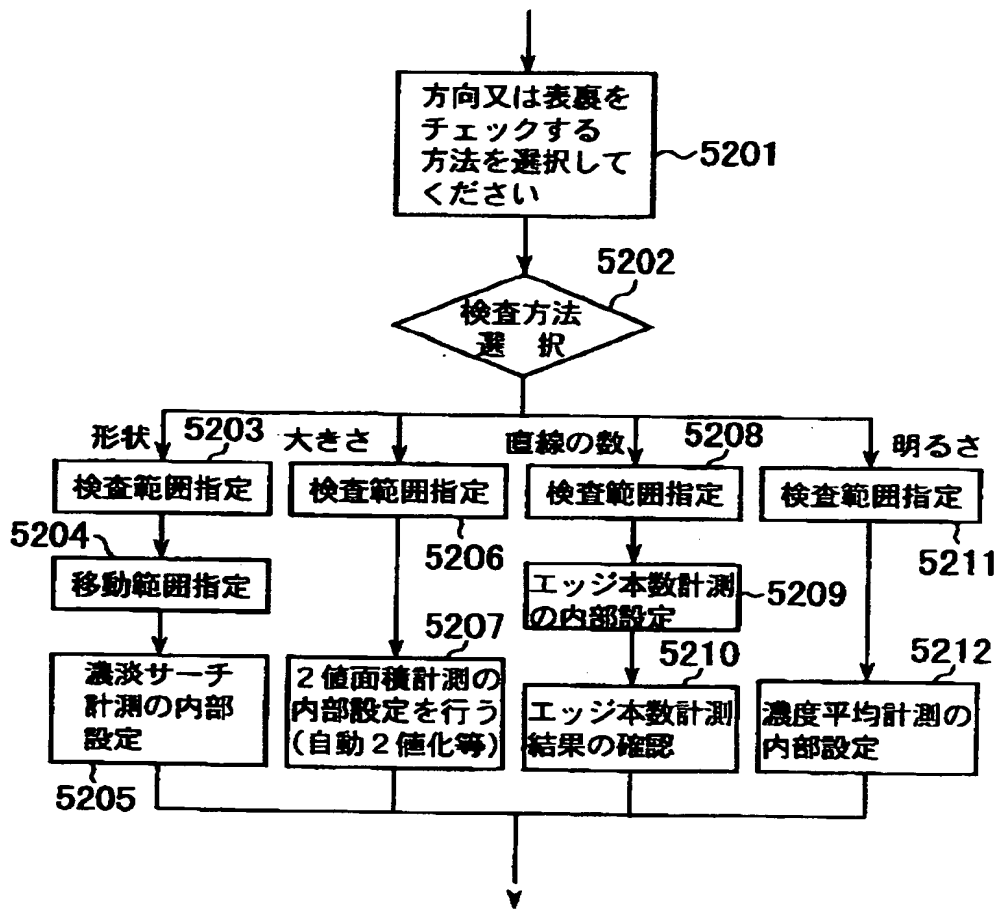 方向又は表裏を
チェックする
方法を選択して
ください
5201
5202
検査方法
選 択
形状
5203
検査範囲指定
5204
移動範囲指定
濃淡サーチ
計測の内部
設定
5205
大きさ
検査範囲指定
5206
5207
2値面積計測の
内部設定を行う
(自動2値化等)
直線の数
5208
検査範囲指定
エッジ本数計測
の内部設定
5209
5210
エッジ本数計測
結果の確認
明るさ
検査範囲指定
5211
5212
濃度平均計測の
内部設定